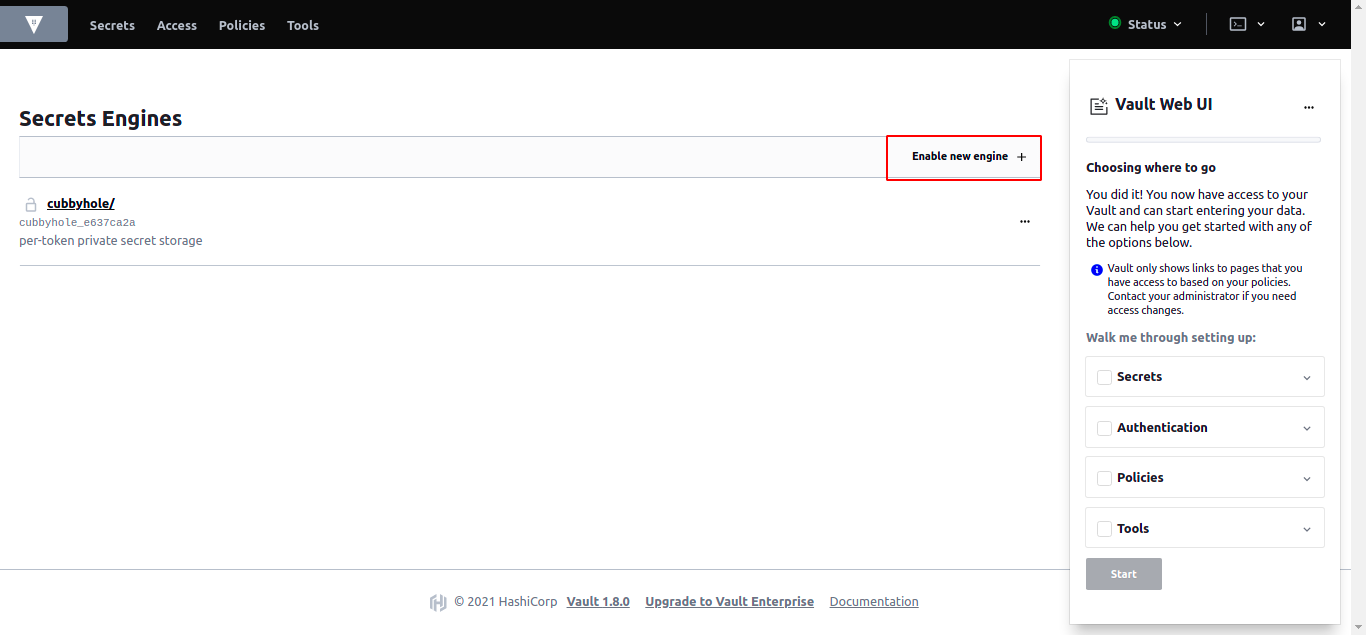 Secrets Access Policies Tools Status
Secrets Engines
Enable new engine
cubbyhole/
cubbyhole_e637ca2a
per-token private secret storage
Vault Web UI
Choosing where to go
You did it! You now have access to your
Vault and can start entering your data.
We can help you get started with any of
the options below.
Vault only shows links to pages that you
have access to based on your policies.
Contact your administrator if you need
access changes.
Walk me through setting up:
Secrets
Authentication
Policies
Tools
Start
© 2021 HashiCorp Vault 1.8.0 Upgrade to Vault Enterprise Documentation